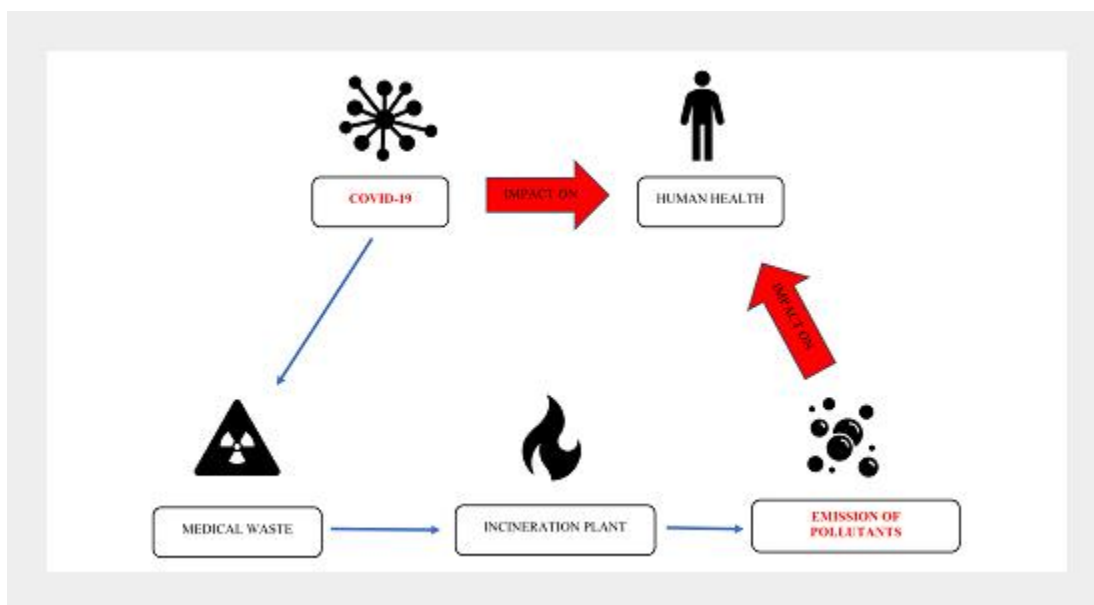 COVID-19
IMPACT ON
HUMAN HEALTH
IMPACT ON
MEDICAL WASTE
INCINERATION PLANT
EMISSION OF
POLLUTANTS